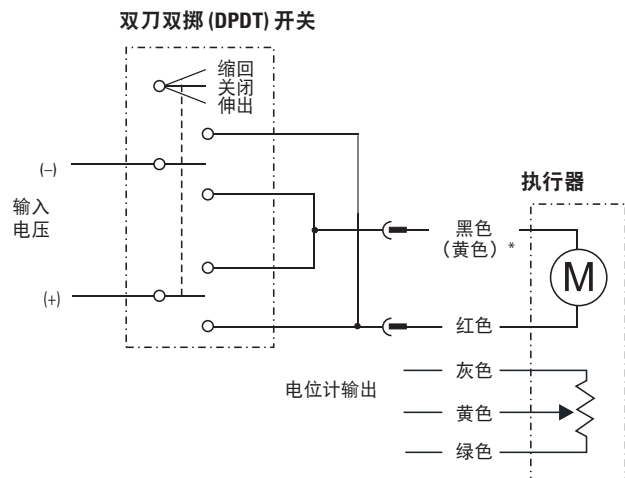 双刀双掷 (DPDT) 开关
缩回
关闭
伸出
(–)
输入
电压
(+)
执行器
黑色
（黄色）*
M
红色
灰色
电位计输出
黄色
绿色